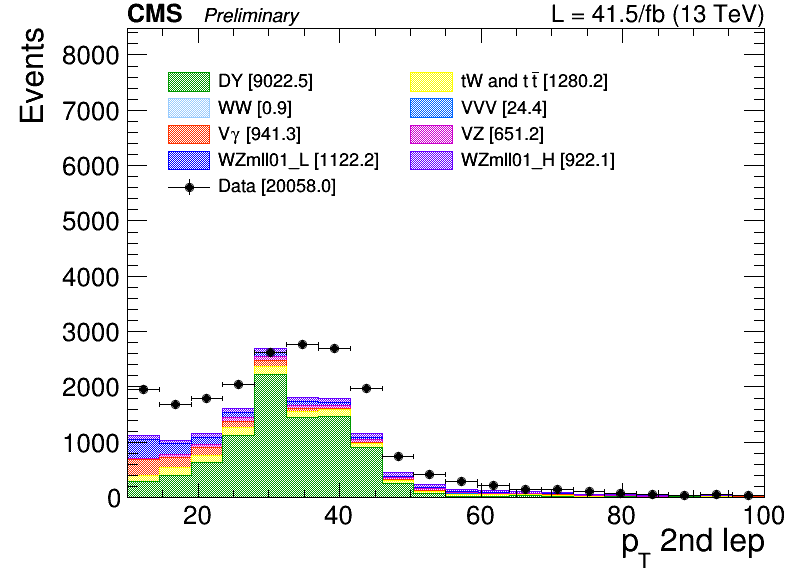 CMS Preliminary L = 41.5/fb (13 TeV)
Events
8000
7000
6000
5000
4000
3000
2000
1000
0
DY [9022.5] tW and tt̄ [1280.2]
WW [0.9] VVV [24.4]
Vγ [941.3] VZ [651.2]
WZmll01_L [1122.2] WZmll01_H [922.1]
Data [20058.0]
20 40 60 80 100
p_T 2nd lep